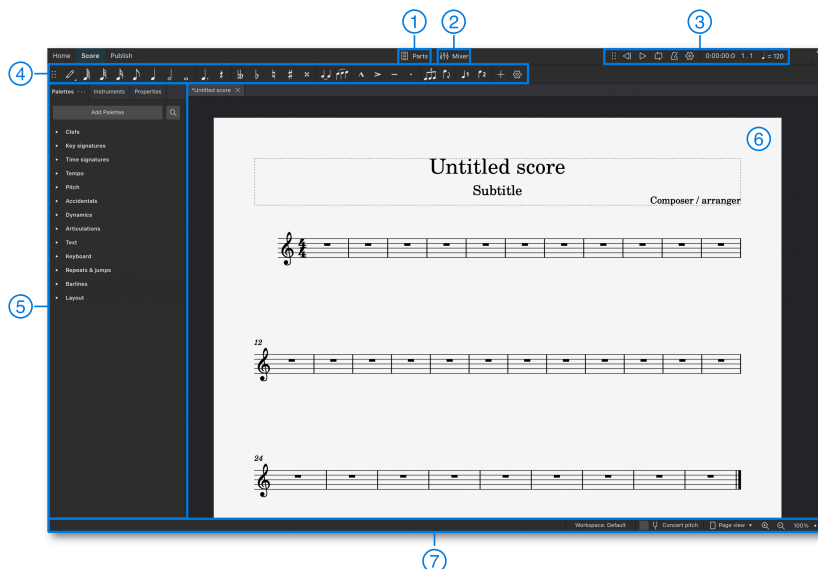 1 2 3
Home Score Publish Parts Mixer 0:00:00:0 1.1 = 120
4
Palettes ··· Instruments Properties *Untitled score ×
Add Palettes
6
Clefs
Key signatures
Time signatures
Tempo
Pitch
Accidentals
Dynamics
Articulations
Text
Keyboard
Repeats & jumps
Barlines
Layout
5
Untitled score
Subtitle
Composer / arranger
4
4
12
24
Workspace: Default Concert pitch Page view 100%
7